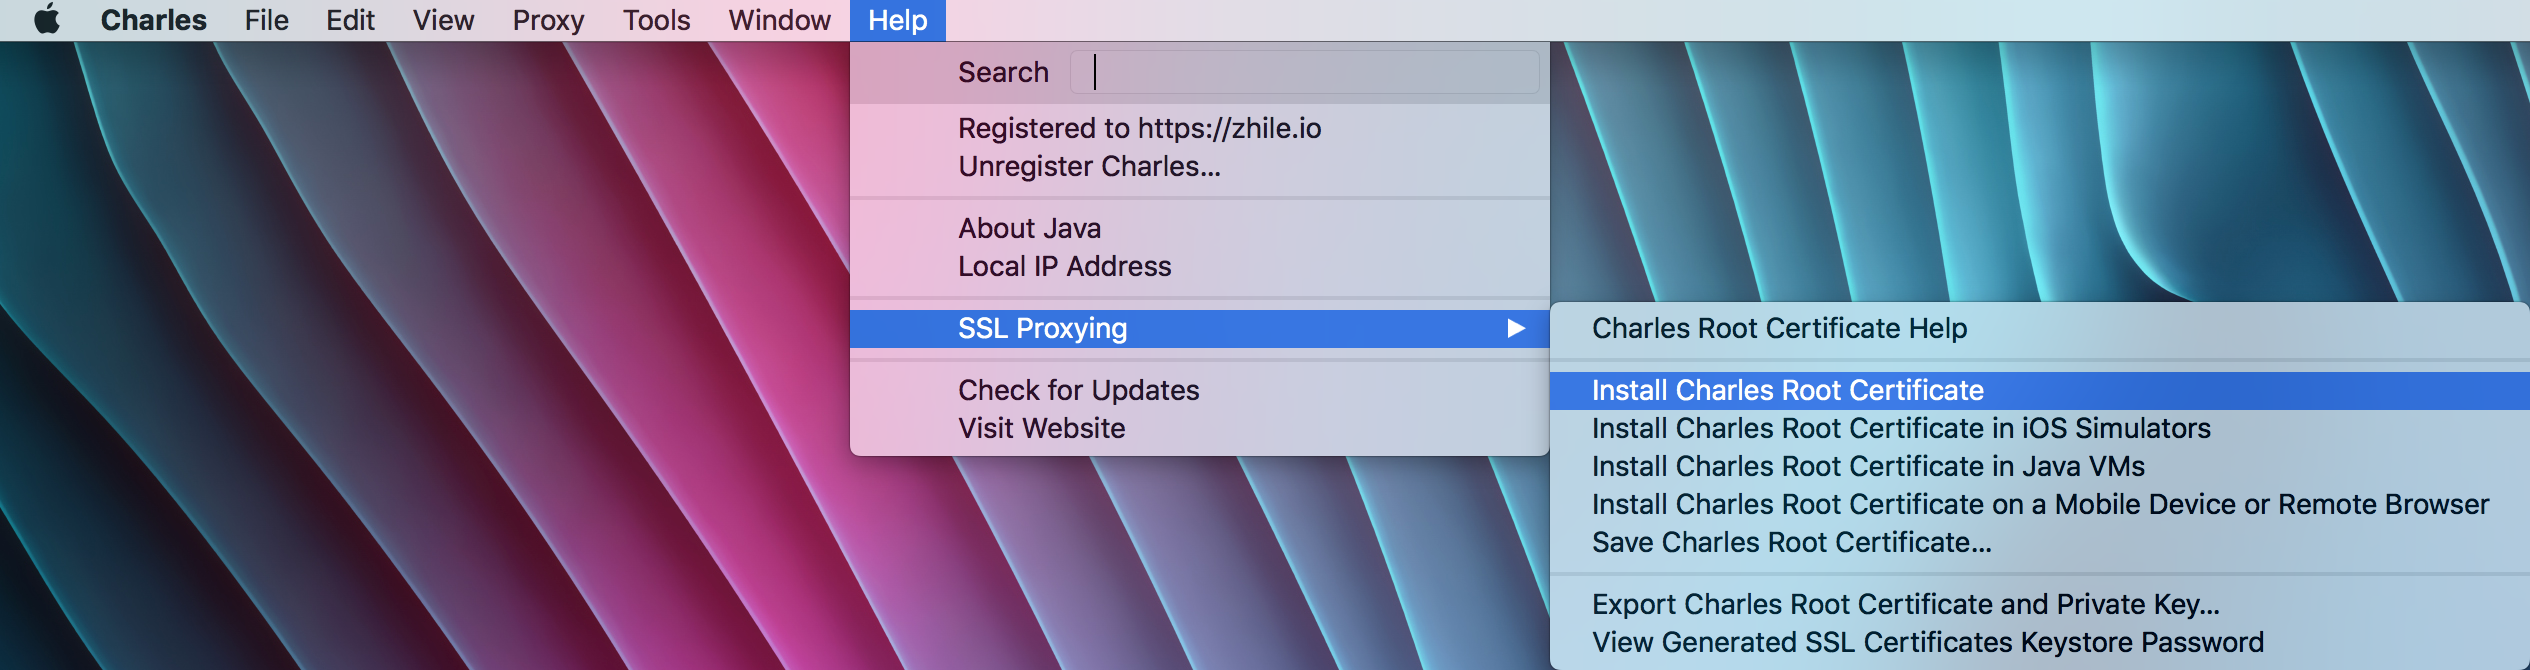 Charles File Edit View Proxy Tools Window Help
Search
Registered to https://zhile.io
Unregister Charles...
About Java
Local IP Address
SSL Proxying
Check for Updates
Visit Website
Charles Root Certificate Help
Install Charles Root Certificate
Install Charles Root Certificate in iOS Simulators
Install Charles Root Certificate in Java VMs
Install Charles Root Certificate on a Mobile Device or Remote Browser
Save Charles Root Certificate...
Export Charles Root Certificate and Private Key...
View Generated SSL Certificates Keystore Password